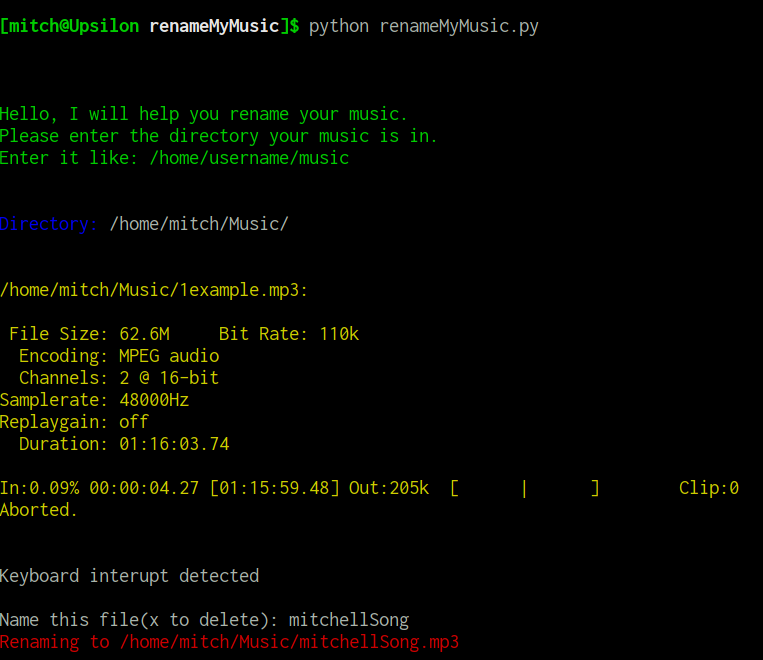 [mitch@Upsilon renameMyMusic]$ python renameMyMusic.py
Hello, I will help you rename your music.
Please enter the directory your music is in.
Enter it like: /home/username/music
Directory: /home/mitch/Music/
/home/mitch/Music/1example.mp3:
File Size: 62.6M     Bit Rate: 110k
Encoding: MPEG audio
Channels: 2 @ 16-bit
Samplerate: 48000Hz
Replaygain: off
Duration: 01:16:03.74
In:0.09% 00:00:04.27 [01:15:59.48] Out:205k  [      |      ]        Clip:0
Aborted.
Keyboard interupt detected
Name this file(x to delete): mitchellSong
Renaming to /home/mitch/Music/mitchellSong.mp3